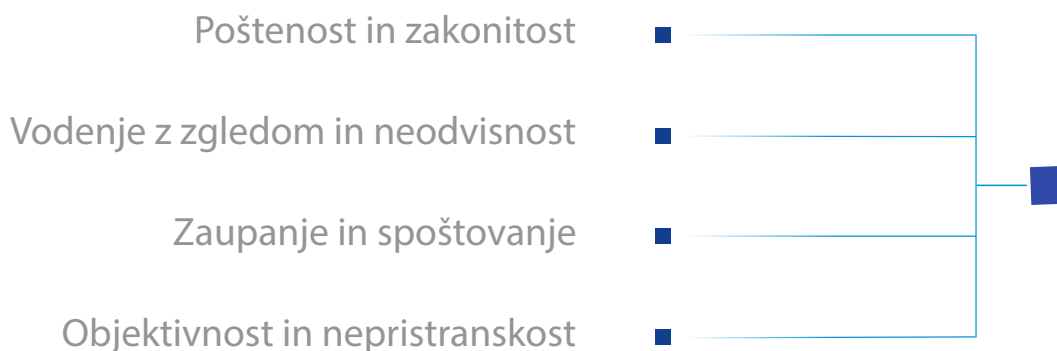 Poštenost in zakonitost
Vodenje z zgledom in neodvisnost
Zaupanje in spoštovanje
Objektivnost in nepristranskost